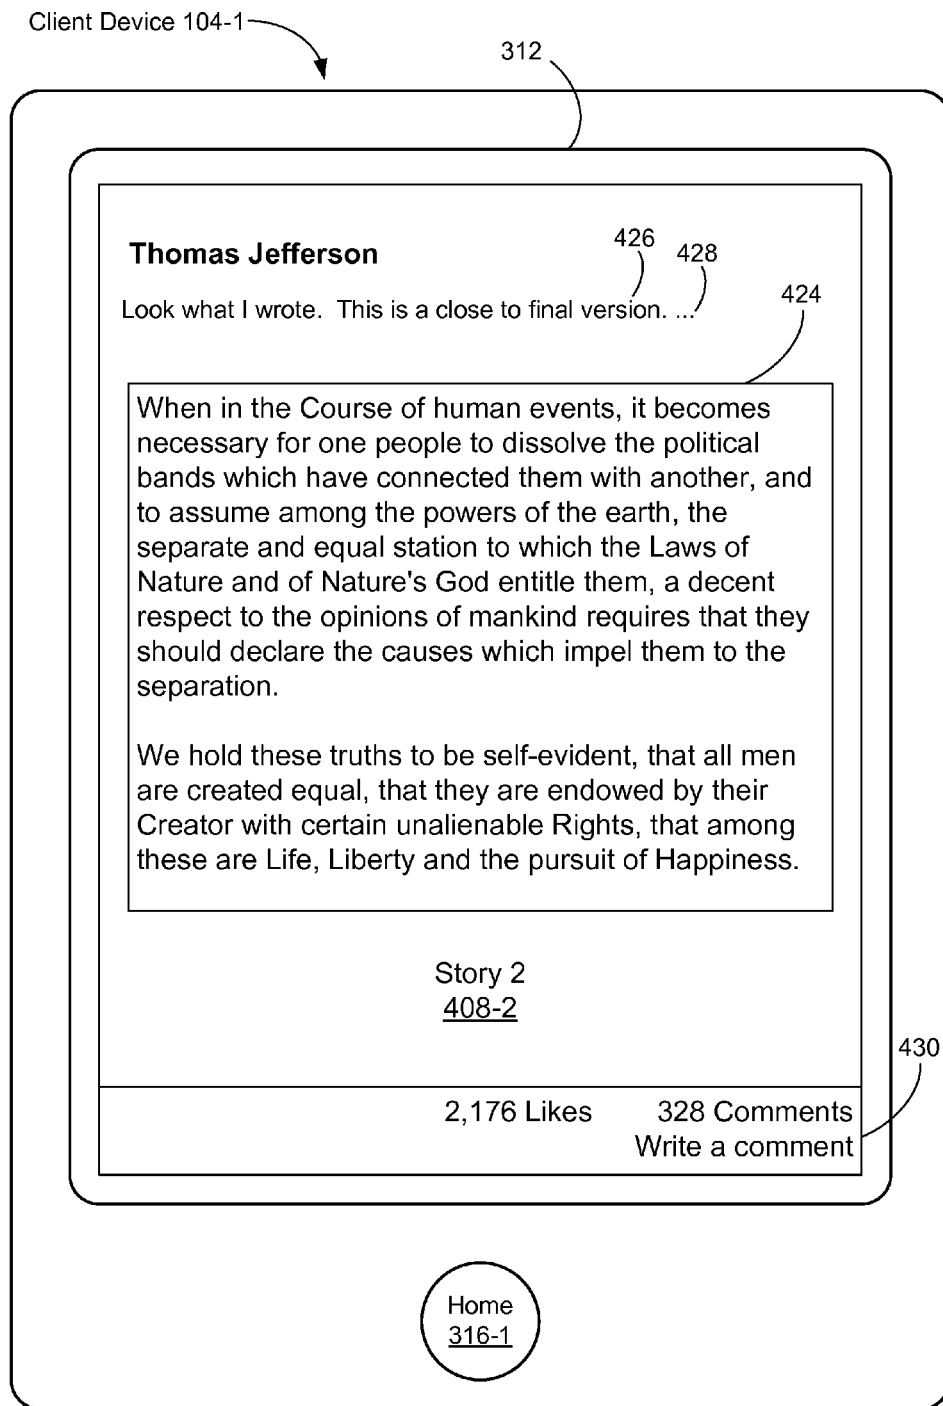 Client Device 104-1
312
Thomas Jefferson
426
428
Look what I wrote.  This is a close to final version. ...
424
When in the Course of human events, it becomes
necessary for one people to dissolve the political
bands which have connected them with another, and
to assume among the powers of the earth, the
separate and equal station to which the Laws of
Nature and of Nature's God entitle them, a decent
respect to the opinions of mankind requires that they
should declare the causes which impel them to the
separation.
We hold these truths to be self-evident, that all men
are created equal, that they are endowed by their
Creator with certain unalienable Rights, that among
these are Life, Liberty and the pursuit of Happiness.
Story 2
408-2
430
2,176 Likes 328 Comments
Write a comment
Home
316-1